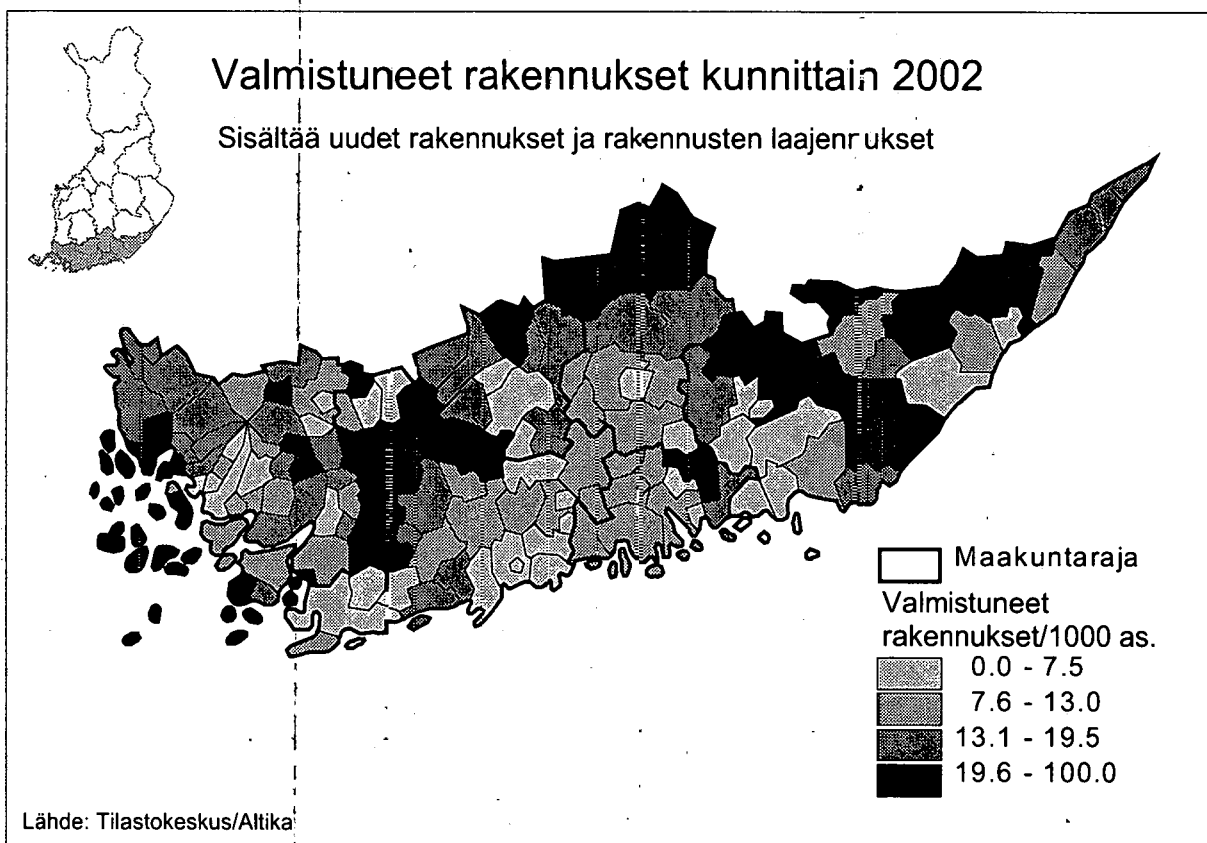 Valmistuneet rakennukset kunnittain 2002
Sisältää uudet rakennukset ja rakennusten laajennukset
Maakuntaraja
Valmistuneet
rakennukset/1000 as.
0.0 - 7.5
7.6 - 13.0
13.1 - 19.5
19.6 - 100.0
Lähde: Tilastokeskus/Altika